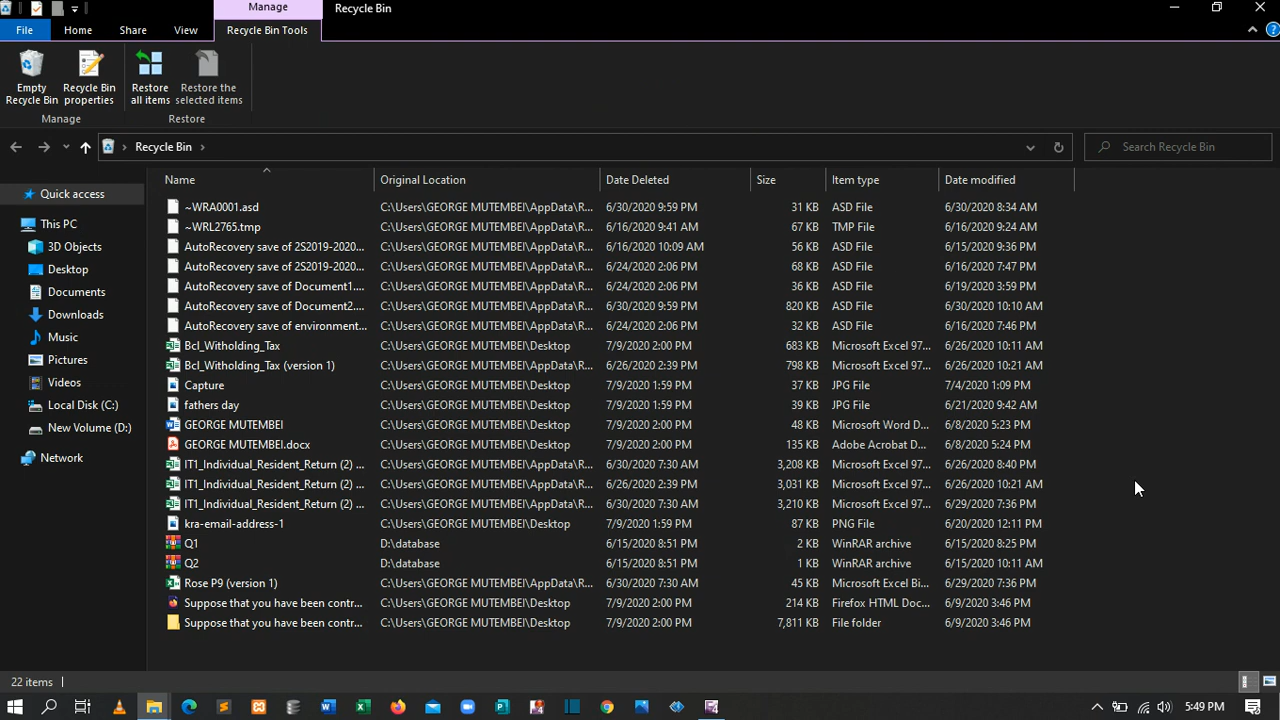 Manage
Recycle Bin
File
Home
Share
View
Recycle Bin Tools
Empty Recycle Bin
Recycle Bin properties
Restore all items
Restore the selected items
Manage
Restore
Recycle Bin
Search Recycle Bin
Quick access
This PC
3D Objects
Desktop
Documents
Downloads
Music
Pictures
Videos
Local Disk (C:)
New Volume (D:)
Network
Name Original Location Date Deleted Size Item type Date modified
~WRA0001.asd C:\Users\GEORGE MUTEMBEI\AppData\R... 6/30/2020 9:59 PM 31 KB ASD File 6/30/2020 8:34 AM
~WRL2765.tmp C:\Users\GEORGE MUTEMBEI\AppData\R... 6/16/2020 9:41 AM 67 KB TMP File 6/16/2020 9:24 AM
AutoRecovery save of 2S2019-2020... C:\Users\GEORGE MUTEMBEI\AppData\R... 6/16/2020 10:09 AM 56 KB ASD File 6/15/2020 9:36 PM
AutoRecovery save of 2S2019-2020... C:\Users\GEORGE MUTEMBEI\AppData\R... 6/24/2020 2:06 PM 68 KB ASD File 6/16/2020 7:47 PM
AutoRecovery save of Document1.... C:\Users\GEORGE MUTEMBEI\AppData\R... 6/24/2020 2:06 PM 36 KB ASD File 6/19/2020 3:59 PM
AutoRecovery save of Document2.... C:\Users\GEORGE MUTEMBEI\AppData\R... 6/30/2020 9:59 PM 820 KB ASD File 6/30/2020 10:10 AM
AutoRecovery save of environment... C:\Users\GEORGE MUTEMBEI\AppData\R... 6/24/2020 2:06 PM 32 KB ASD File 6/16/2020 7:46 PM
Bcl_Witholding_Tax C:\Users\GEORGE MUTEMBEI\Desktop 7/9/2020 2:00 PM 683 KB Microsoft Excel 97... 6/26/2020 10:11 AM
Bcl_Witholding_Tax (version 1) C:\Users\GEORGE MUTEMBEI\AppData\R... 6/26/2020 2:39 PM 798 KB Microsoft Excel 97... 6/26/2020 10:21 AM
Capture C:\Users\GEORGE MUTEMBEI\Desktop 7/9/2020 1:59 PM 37 KB JPG File 7/4/2020 1:09 PM
fathers day C:\Users\GEORGE MUTEMBEI\Desktop 7/9/2020 1:59 PM 39 KB JPG File 6/21/2020 9:42 AM
GEORGE MUTEMBEI C:\Users\GEORGE MUTEMBEI\Desktop 7/9/2020 2:00 PM 48 KB Microsoft Word D... 6/8/2020 5:23 PM
GEORGE MUTEMBEI.docx C:\Users\GEORGE MUTEMBEI\Desktop 7/9/2020 2:00 PM 135 KB Adobe Acrobat D... 6/8/2020 5:24 PM
IT1_Individual_Resident_Return (2) ... C:\Users\GEORGE MUTEMBEI\AppData\R... 6/30/2020 7:30 AM 3,208 KB Microsoft Excel 97... 6/26/2020 8:40 PM
IT1_Individual_Resident_Return (2) ... C:\Users\GEORGE MUTEMBEI\AppData\R... 6/26/2020 2:39 PM 3,031 KB Microsoft Excel 97... 6/26/2020 10:21 AM
IT1_Individual_Resident_Return (2) ... C:\Users\GEORGE MUTEMBEI\AppData\R... 6/30/2020 7:30 AM 3,210 KB Microsoft Excel 97... 6/29/2020 7:36 PM
kra-email-address-1 C:\Users\GEORGE MUTEMBEI\Desktop 7/9/2020 1:59 PM 87 KB PNG File 6/20/2020 12:11 PM
Q1 D:\database 6/15/2020 8:51 PM 2 KB WinRAR archive 6/15/2020 8:25 PM
Q2 D:\database 6/15/2020 8:51 PM 1 KB WinRAR archive 6/15/2020 10:11 AM
Rose P9 (version 1) C:\Users\GEORGE MUTEMBEI\AppData\R... 6/30/2020 7:30 AM 45 KB Microsoft Excel Bi... 6/29/2020 7:36 PM
Suppose that you have been contr... C:\Users\GEORGE MUTEMBEI\Desktop 7/9/2020 2:00 PM 214 KB Firefox HTML Doc... 6/9/2020 3:46 PM
Suppose that you have been contr... C:\Users\GEORGE MUTEMBEI\Desktop 7/9/2020 2:00 PM 7,811 KB File folder 6/9/2020 3:46 PM
22 items
5:49 PM